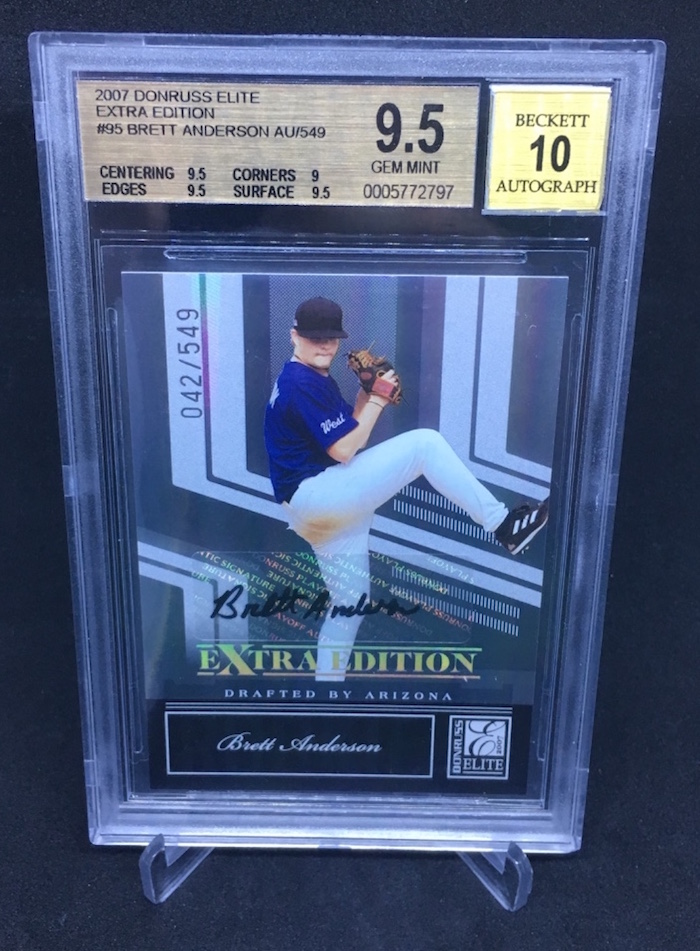 2007 DONRUSS ELITE
EXTRA EDITION
#95 BRETT ANDERSON AU/549
CENTERING 9.5 CORNERS 9
EDGES 9.5 SURFACE 9.5
9.5
GEM MINT
0005772797
BECKETT
10
AUTOGRAPH
042/549
West
Brett Anderson
EXTRA EDITION
DRAFTED BY ARIZONA
Brett Anderson
DONRUSS
E
2007
ELITE